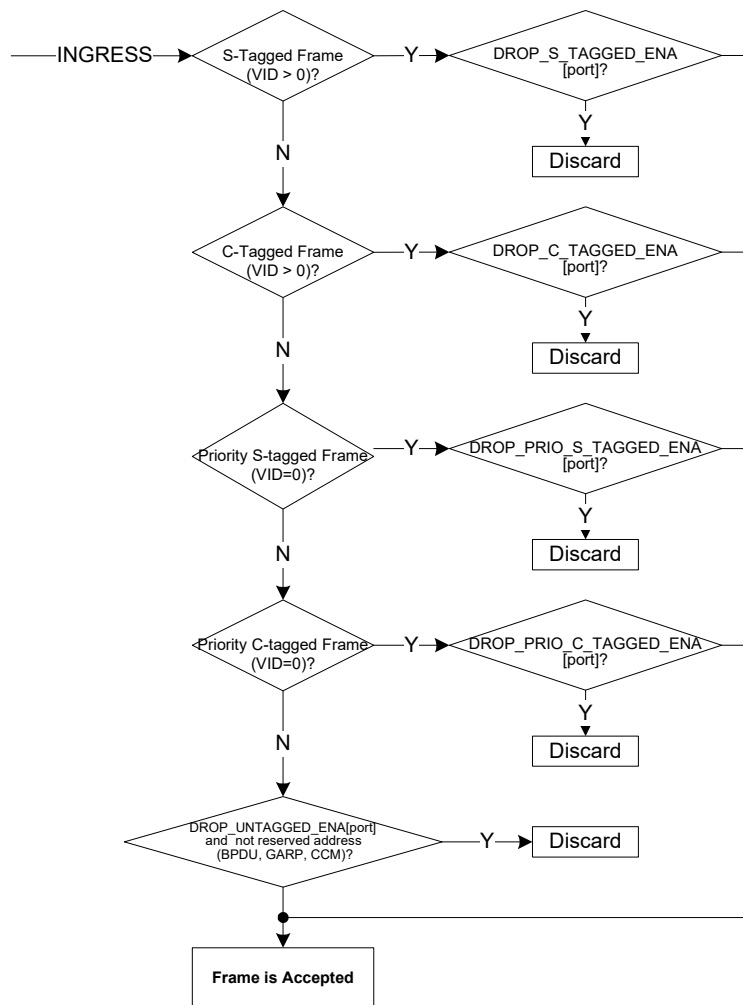 INGRESS
S-Tagged Frame
(VID > 0)?
Y
DROP_S_TAGGED_ENA
[port]?
Y
Discard
N
C-Tagged Frame
(VID > 0)?
Y
DROP_C_TAGGED_ENA
[port]?
Y
Discard
N
Priority S-tagged Frame
(VID=0)?
Y
DROP_PRIO_S_TAGGED_ENA
[port]?
Y
Discard
N
Priority C-tagged Frame
(VID=0)?
Y
DROP_PRIO_C_TAGGED_ENA
[port]?
Y
Discard
N
DROP_UNTAGGED_ENA[port]
and not reserved address
(BPDU, GARP, CCM)?
Y
Discard
Frame is Accepted